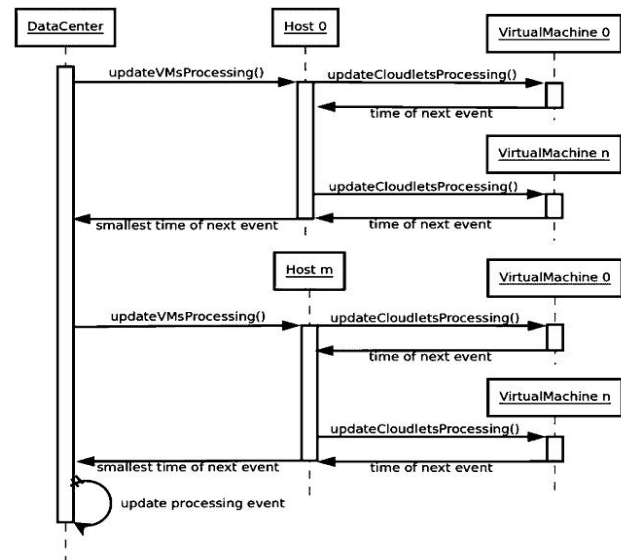 DataCenter
Host 0
VirtualMachine 0
updateVMsProcessing()
updateCloudletsProcessing()
time of next event
VirtualMachine n
updateCloudletsProcessing()
smallest time of next event
time of next event
Host m
VirtualMachine 0
updateVMsProcessing()
updateCloudletsProcessing()
time of next event
VirtualMachine n
updateCloudletsProcessing()
smallest time of next event
time of next event
update processing event